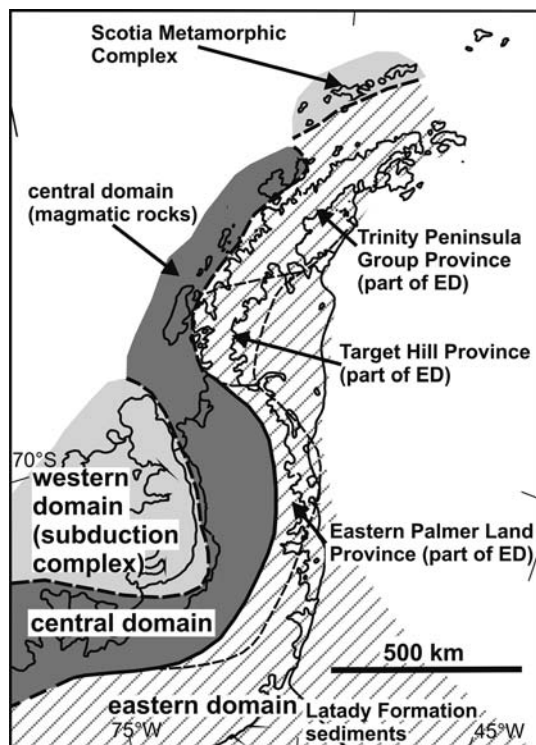 Scotia Metamorphic
Complex
central domain
(magmatic rocks)
Trinity Peninsula
Group Province
(part of ED)
Target Hill Province
(part of ED)
70°S
western
domain
(subduction
complex)
Eastern Palmer Land
Province (part of ED)
central domain
500 km
eastern domain
Latady Formation
sediments
75°W
45°W